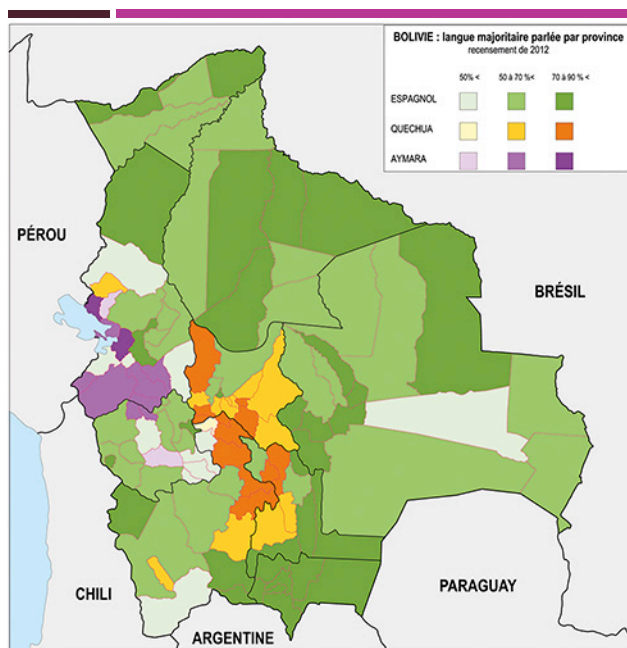 BOLIVIE : langue majoritaire parlée par province
recensement de 2012
50% < 50 à 70 %< 70 à 90 % <
ESPAGNOL
QUECHUA
AYMARA
PÉROU
BRÉSIL
CHILI
PARAGUAY
ARGENTINE